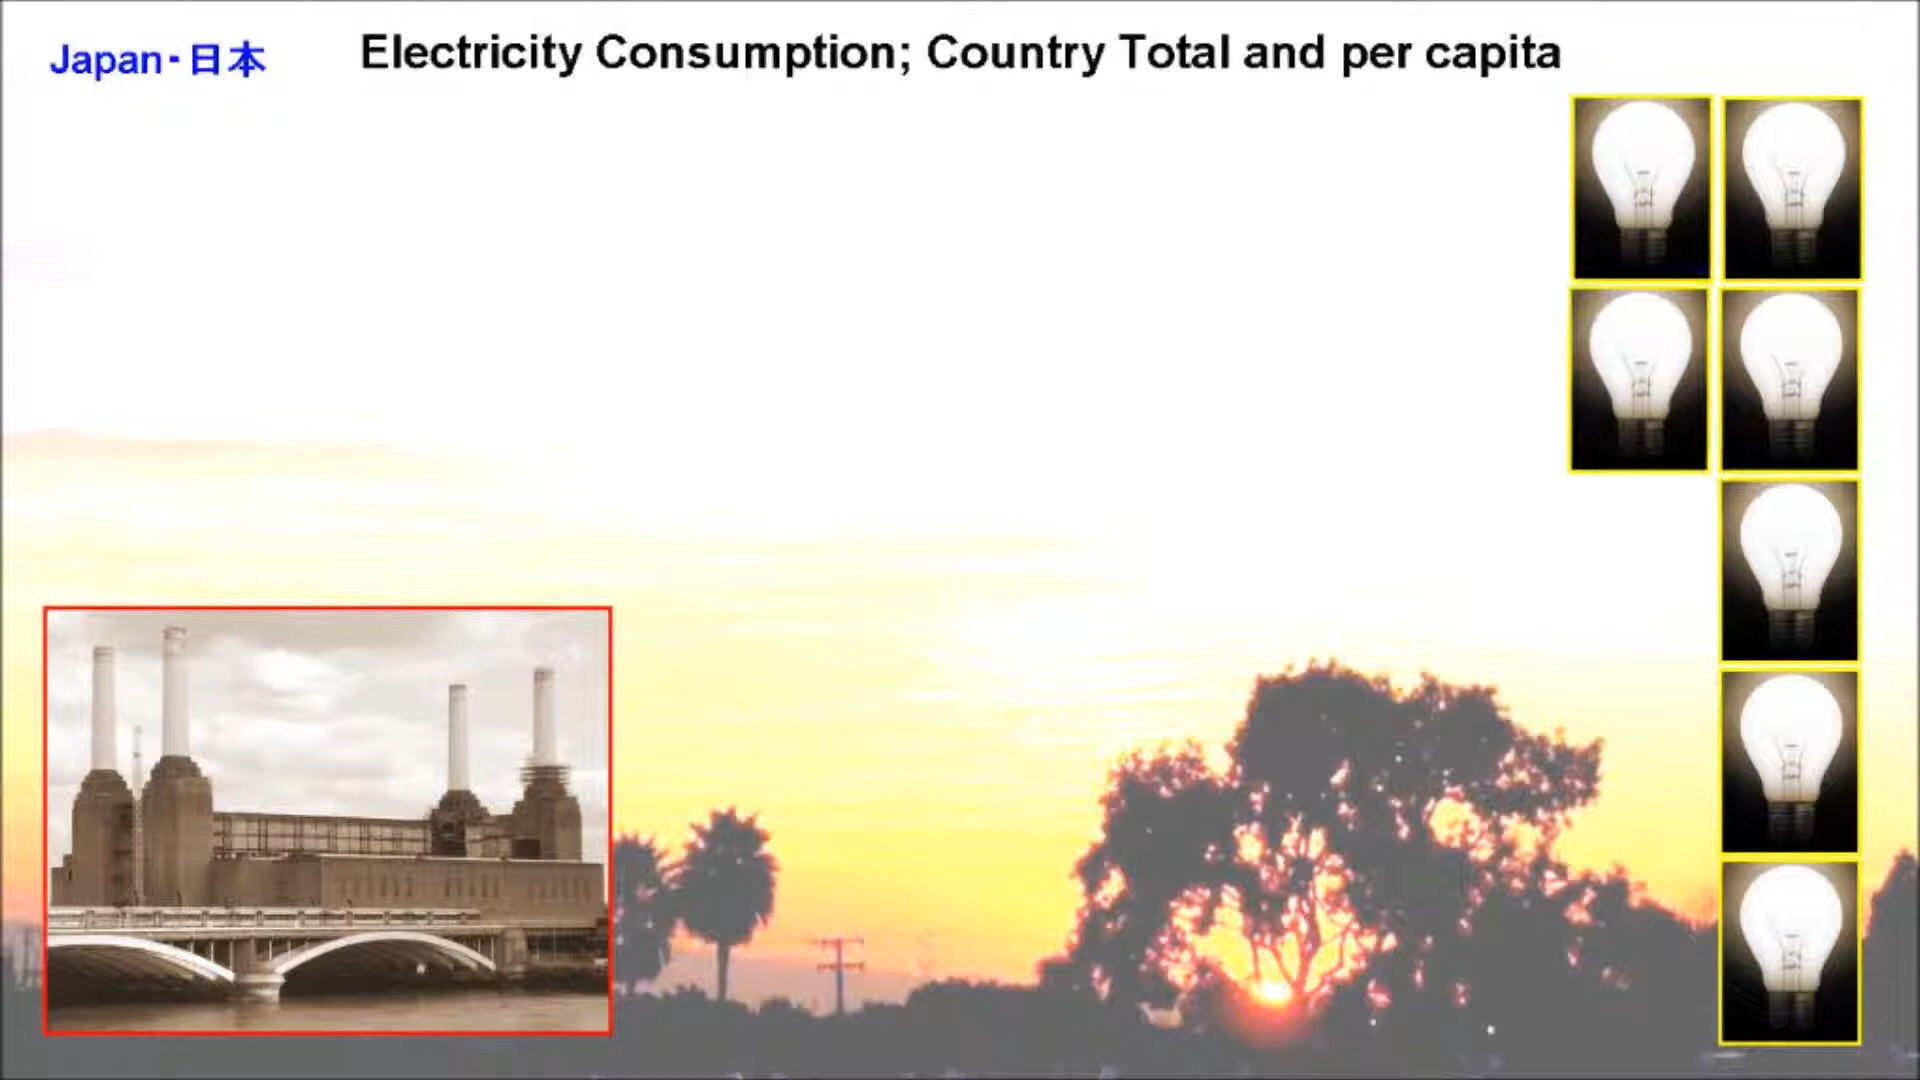 Japan-日本
Electricity Consumption; Country Total and per capita